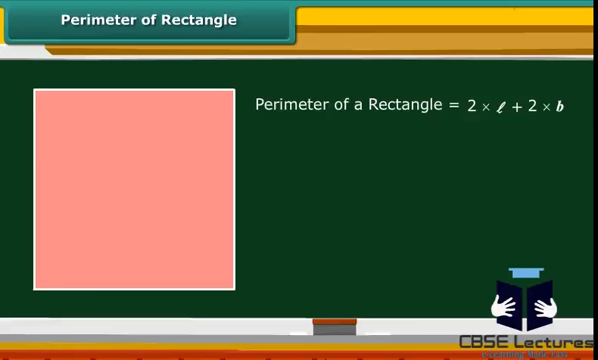 Perimeter of Rectangle
Perimeter of a Rectangle = 2 × ℓ + 2 × b
CBSE Lectures